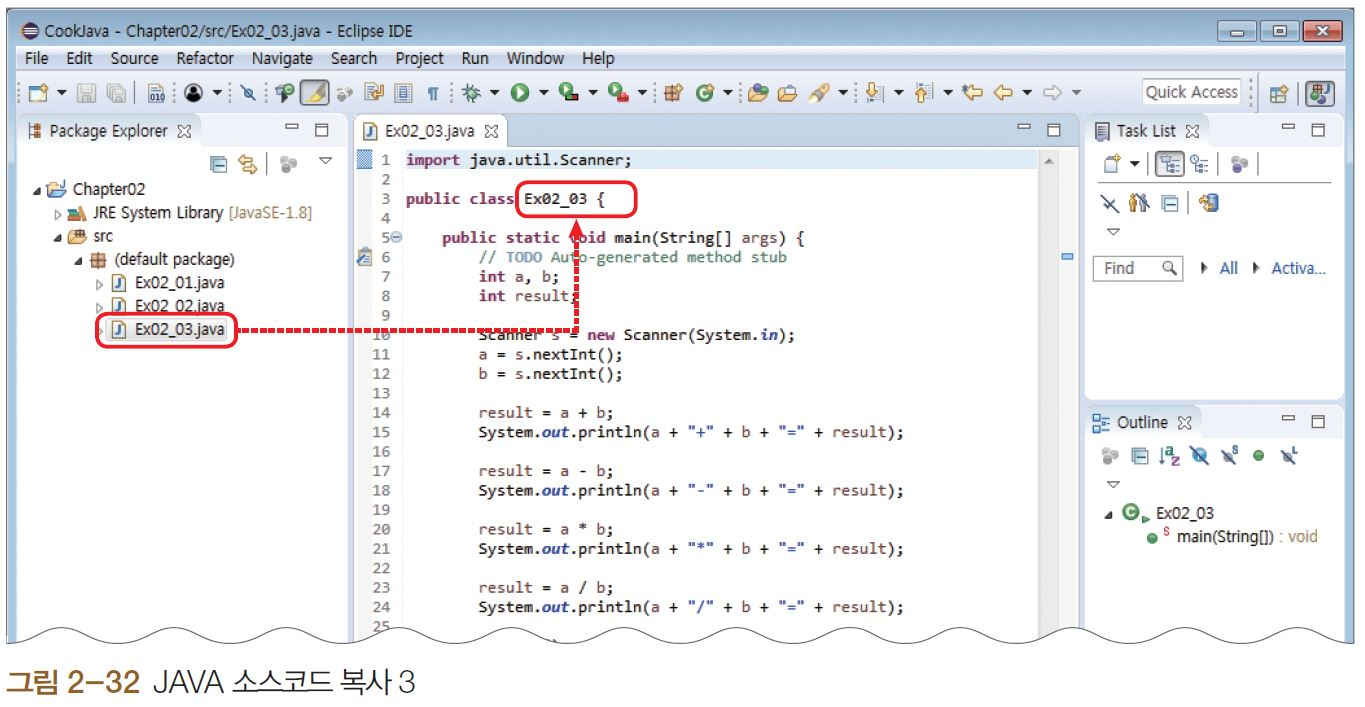 CookJava - Chapter02/src/Ex02_03.java - Eclipse IDE
File Edit Source Refactor Navigate Search Project Run Window Help
Quick Access
Package Explorer
Chapter02
JRE System Library [JavaSE-1.8]
src
(default package)
Ex02_01.java
Ex02_02.java
Ex02_03.java
Ex02_03.java
1 import java.util.Scanner;
2
3 public class Ex02_03 {
4
5 public static void main(String[] args) {
6 // TODO Auto-generated method stub
7 int a, b;
8 int result;
9
10 Scanner s = new Scanner(System.in);
11 a = s.nextInt();
12 b = s.nextInt();
13
14 result = a + b;
15 System.out.println(a + "+" + b + "=" + result);
16
17 result = a - b;
18 System.out.println(a + "-" + b + "=" + result);
19
20 result = a * b;
21 System.out.println(a + "*" + b + "=" + result);
22
23 result = a / b;
24 System.out.println(a + "/" + b + "=" + result);
25
Task List
Find All Activa...
Outline
Ex02_03
main(String[]) : void
그림 2-32 JAVA 소스코드 복사 3